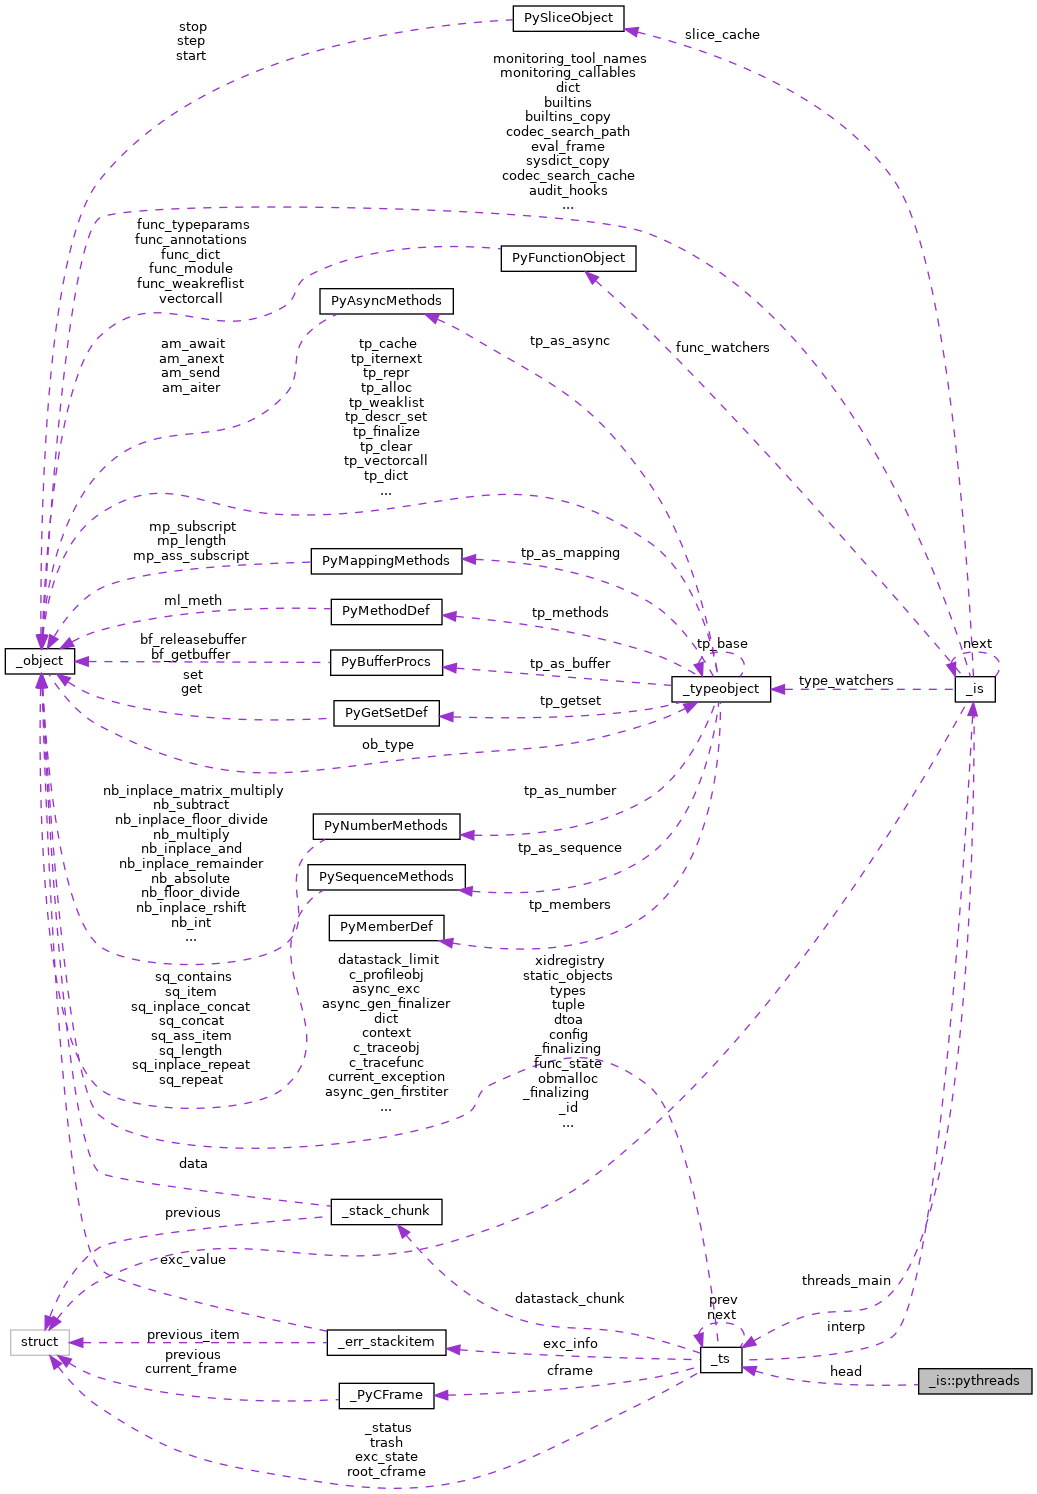 PySliceObject
stop
step
start
slice_cache
monitoring_tool_names
monitoring_callables
dict
builtins
builtins_copy
codec_search_path
eval_frame
sysdict_copy
codec_search_cache
audit_hooks
...
func_typeparams
func_annotations
func_dict
func_module
func_weakreflist
vectorcall
PyFunctionObject
PyAsyncMethods
tp_as_async
func_watchers
am_await
am_anext
am_send
am_aiter
tp_cache
tp_iternext
tp_repr
tp_alloc
tp_weaklist
tp_descr_set
tp_finalize
tp_clear
tp_vectorcall
tp_dict
...
mp_subscript
mp_length
mp_ass_subscript
PyMappingMethods
tp_as_mapping
ml_meth
PyMethodDef
tp_methods
bf_releasebuffer
bf_getbuffer
PyBufferProcs
tp_as_buffer
tp_base
next
_object
_typeobject
type_watchers
_is
set
get
PyGetSetDef
tp_getset
ob_type
nb_inplace_matrix_multiply
nb_subtract
nb_inplace_floor_divide
nb_multiply
nb_inplace_and
nb_inplace_remainder
nb_absolute
nb_floor_divide
nb_inplace_rshift
nb_int
...
PyNumberMethods
tp_as_number
PySequenceMethods
tp_as_sequence
PyMemberDef
tp_members
sq_contains
sq_item
sq_inplace_concat
sq_concat
sq_ass_item
sq_length
sq_inplace_repeat
sq_repeat
datastack_limit
c_profileobj
async_exc
async_gen_finalizer
dict
context
c_traceobj
c_tracefunc
current_exception
async_gen_firstiter
...
xidregistry
static_objects
types
tuple
dtoa
config
_finalizing
func_state
obmalloc
_finalizing
_id
...
data
previous
_stack_chunk
exc_value
datastack_chunk
threads_main
prev
next
interp
struct
previous_item
_err_stackitem
exc_info
_ts
previous
current_frame
_PyCFrame
cframe
head
_is::pythreads
_status
trash
exc_state
root_cframe